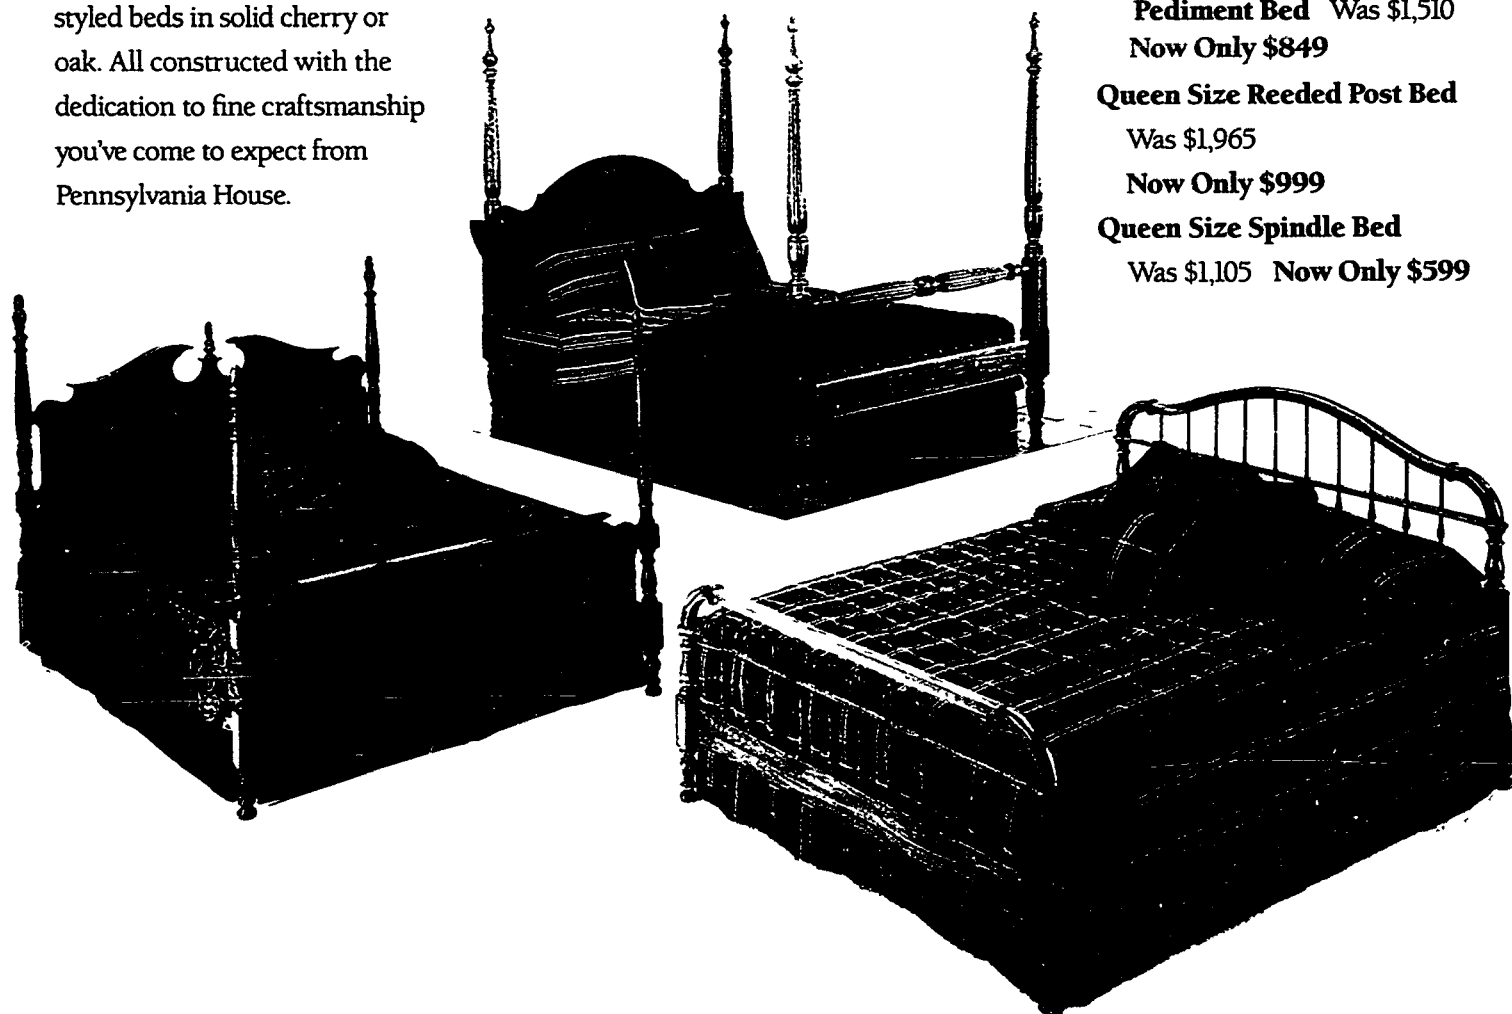 styled beds in solid cherry or
oak. All constructed with the
dedication to fine craftsmanship
you've come to expect from
Pennsylvania House.
Pediment Bed Was $1,510
Now Only $849
Queen Size Reeded Post Bed
Was $1,965
Now Only $999
Queen Size Spindle Bed
Was $1,105 Now Only $599